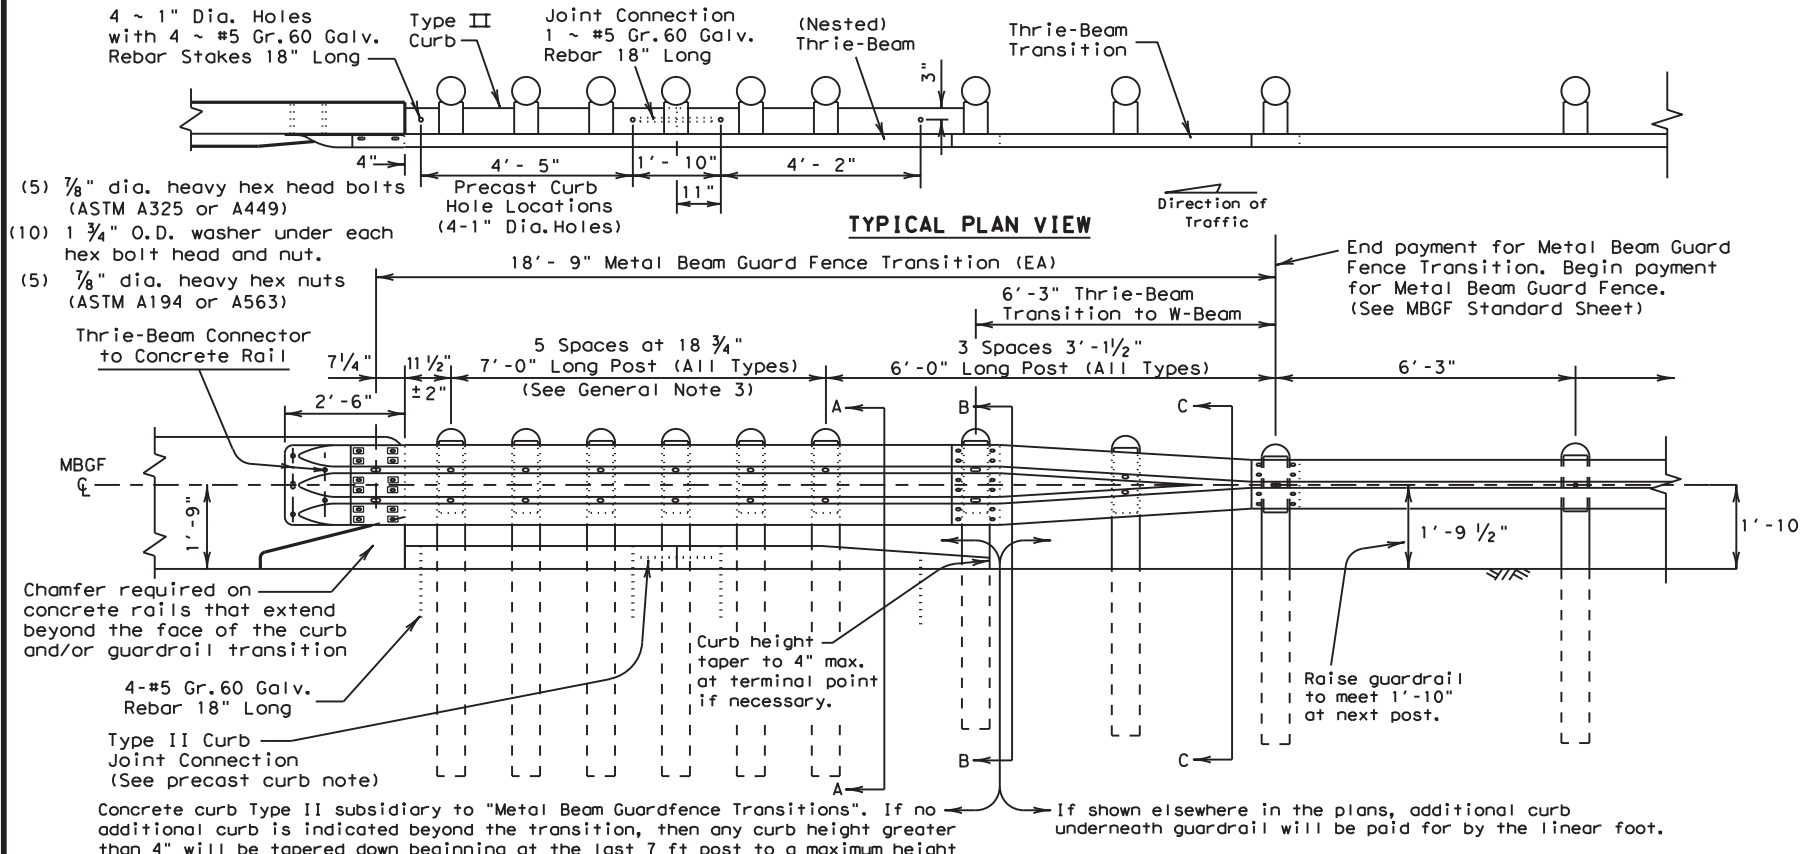 4 ~ 1" Dia. Holes
with 4 ~ #5 Gr.60 Galv.
Rebar Stakes 18" Long
Type II
Curb
Joint Connection
1 ~ #5 Gr.60 Galv.
Rebar 18" Long
(Nested)
Thrie-Beam
3"
Thrie-Beam
Transition
4"
4'- 5"
1'- 10"
4'- 2"
11"
Precast Curb
Hole Locations
(4-1" Dia.Holes)
TYPICAL PLAN VIEW
Direction of
Traffic
(5) ⅞" dia. heavy hex head bolts
(ASTM A325 or A449)
(10) 1 ¾" O.D. washer under each
hex bolt head and nut.
(5) ⅞" dia. heavy hex nuts
(ASTM A194 or A563)
18'- 9" Metal Beam Guard Fence Transition (EA)
End payment for Metal Beam Guard
Fence Transition. Begin payment
for Metal Beam Guard Fence.
(See MBGF Standard Sheet)
6'-3" Thrie-Beam
Transition to W-Beam
Thrie-Beam Connector
to Concrete Rail
7¼"
11 ½"
±2"
5 Spaces at 18 ¾"
7'-0" Long Post (All Types)
(See General Note 3)
3 Spaces 3'-1½"
6'-0" Long Post (All Types)
6'-3"
2'-6"
A
B
C
MBGF
CL
1'-9"
1'-9 ½"
1'-10
Chamfer required on
concrete rails that extend
beyond the face of the curb
and/or guardrail transition
Curb height
taper to 4" max.
at terminal point
if necessary.
Raise guardrail
to meet 1'-10"
at next post.
4-#5 Gr.60 Galv.
Rebar 18" Long
Type II Curb
Joint Connection
(See precast curb note)
A
B
C
Concrete curb Type II subsidiary to "Metal Beam Guardfence Transitions". If no
additional curb is indicated beyond the transition, then any curb height greater
than 4" will be tapered down beginning at the last 7 ft post to a maximum height
If shown elsewhere in the plans, additional curb
underneath guardrail will be paid for by the linear foot.